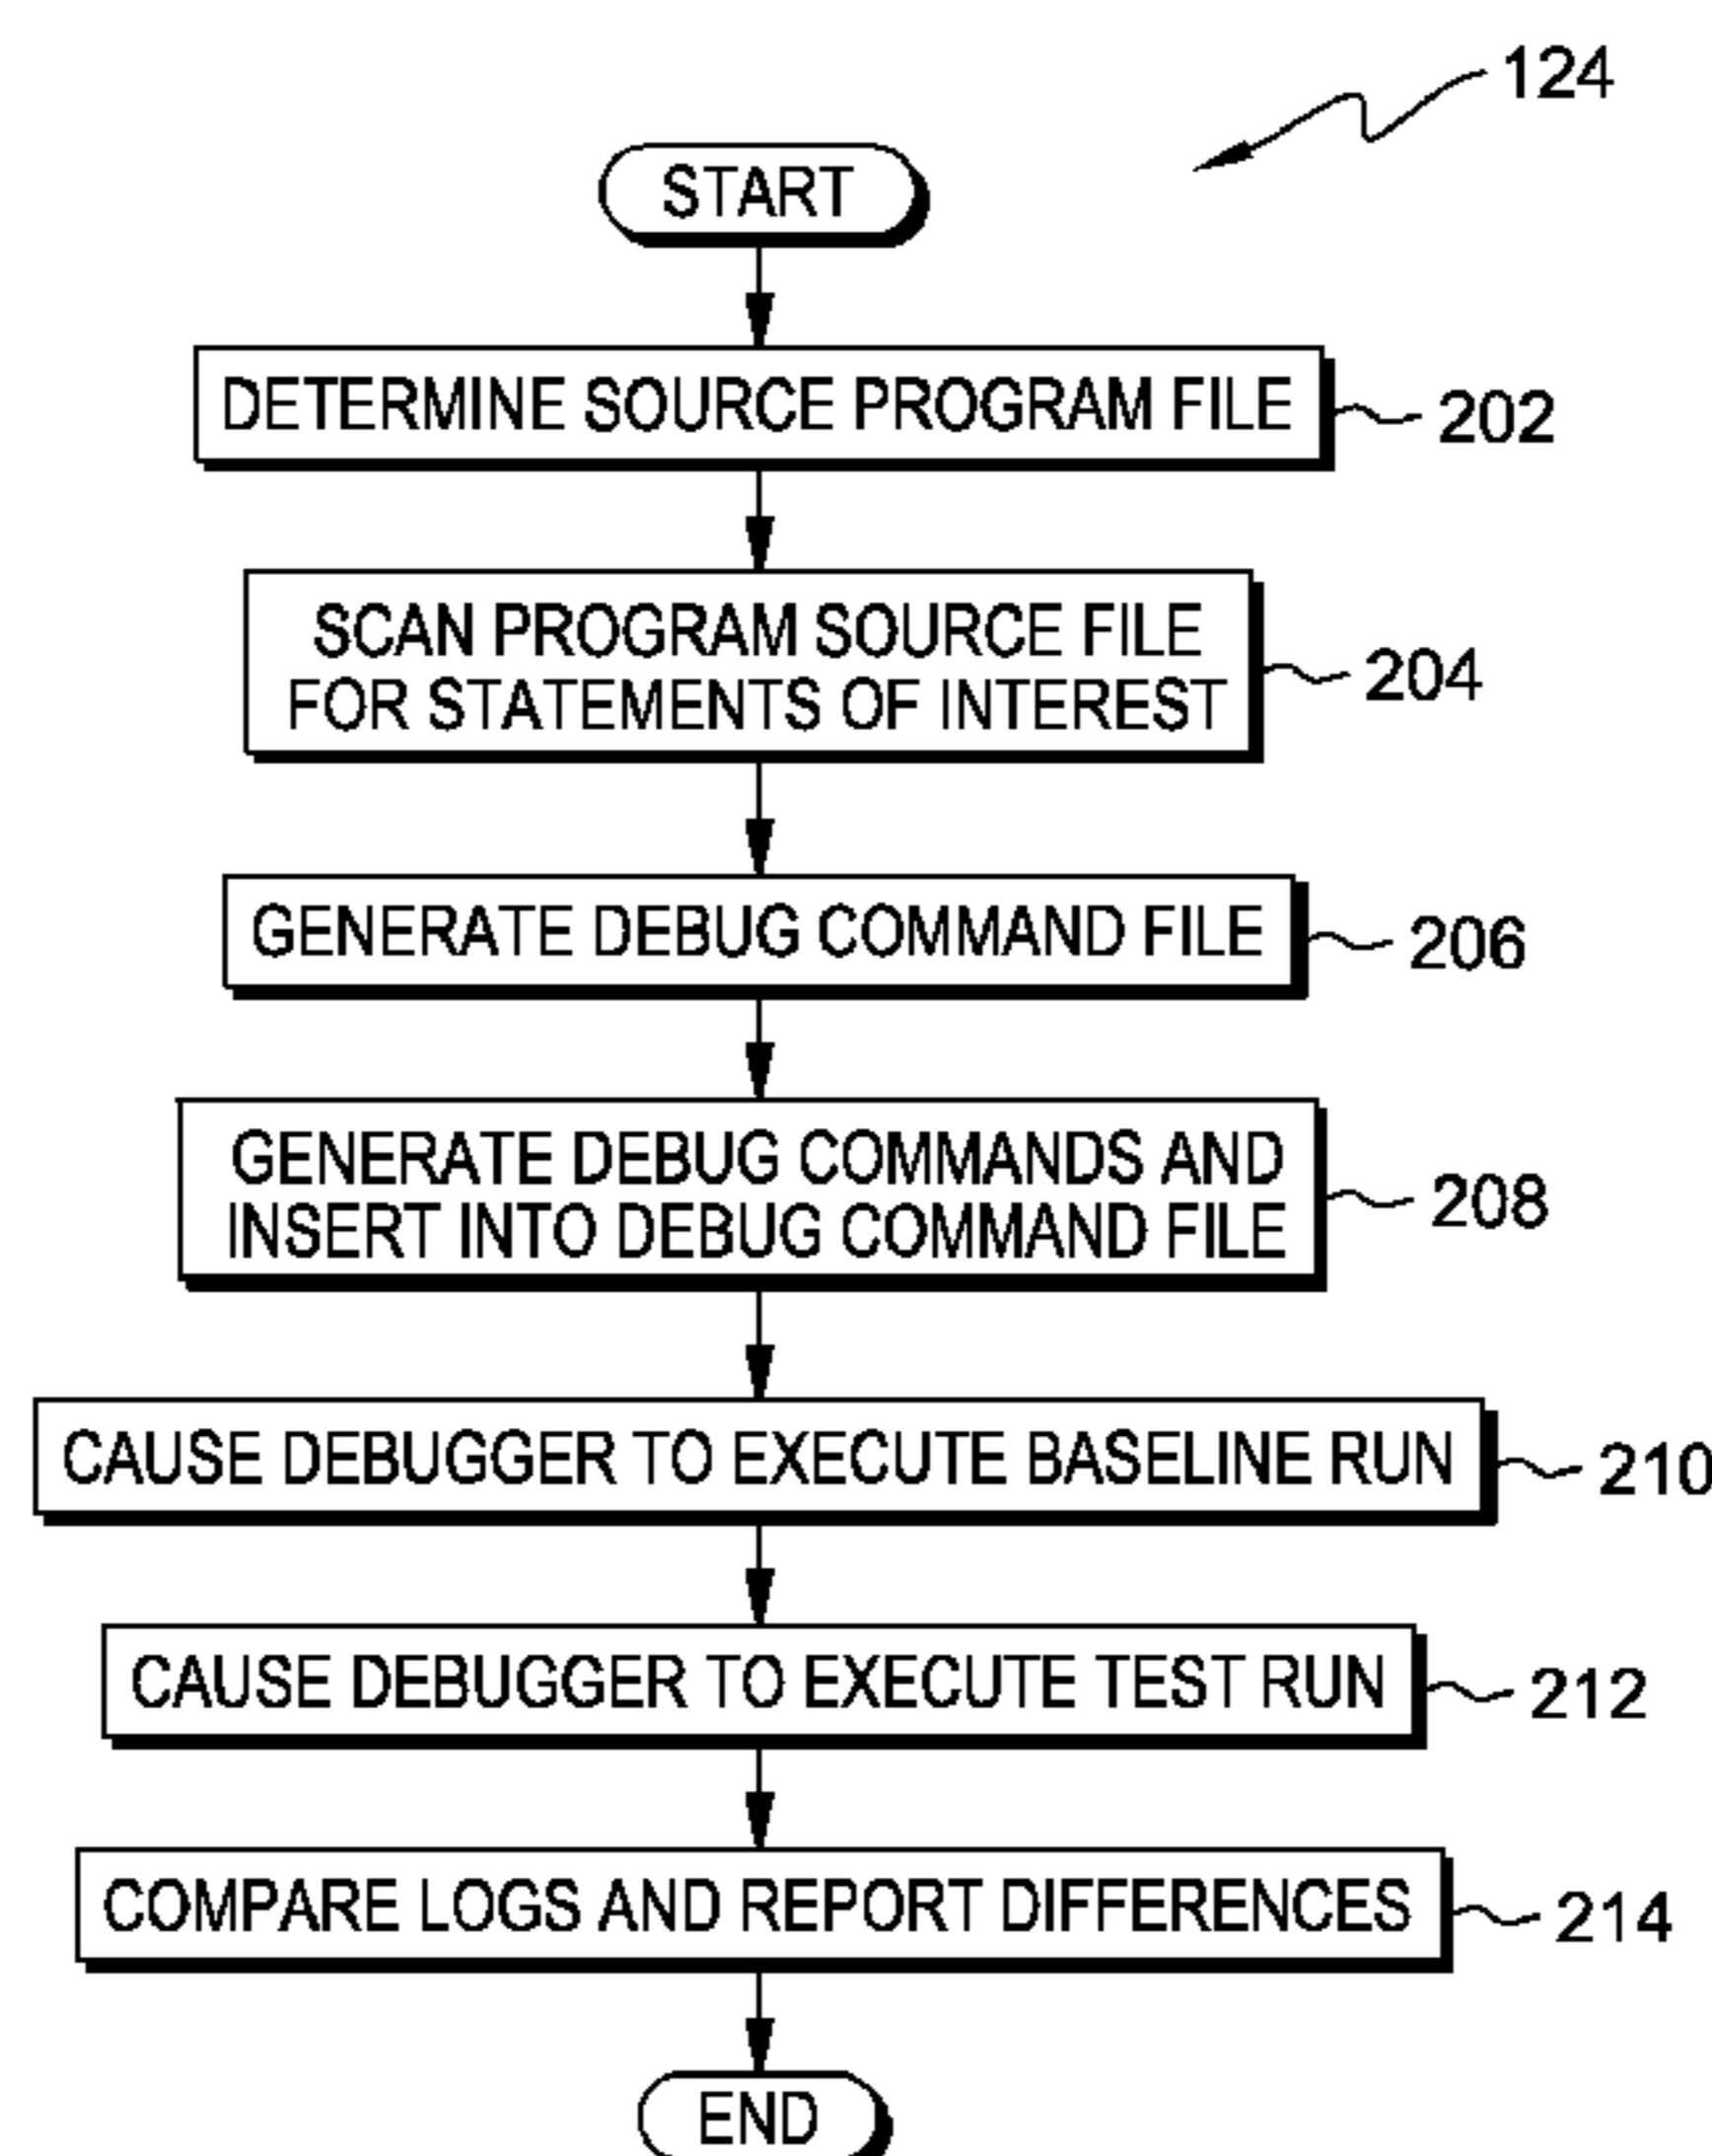 124
START
DETERMINE SOURCE PROGRAM FILE
202
SCAN PROGRAM SOURCE FILE
FOR STATEMENTS OF INTEREST
204
GENERATE DEBUG COMMAND FILE
206
GENERATE DEBUG COMMANDS AND
INSERT INTO DEBUG COMMAND FILE
208
CAUSE DEBUGGER TO EXECUTE BASELINE RUN
210
CAUSE DEBUGGER TO EXECUTE TEST RUN
212
COMPARE LOGS AND REPORT DIFFERENCES
214
END